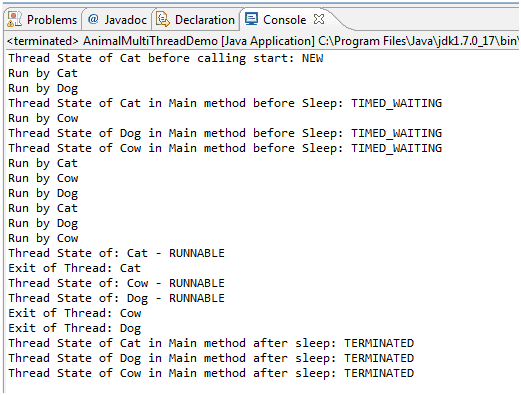 Problems @ Javadoc Declaration Console
<terminated> AnimalMultiThreadDemo [Java Application] C:\Program Files\Java\jdk1.7.0_17\bin\
Thread State of Cat before calling start: NEW
Run by Cat
Run by Dog
Thread State of Cat in Main method before Sleep: TIMED_WAITING
Run by Cow
Thread State of Dog in Main method before Sleep: TIMED_WAITING
Thread State of Cow in Main method before Sleep: TIMED_WAITING
Run by Cat
Run by Cow
Run by Dog
Run by Cat
Run by Dog
Run by Cow
Thread State of: Cat - RUNNABLE
Exit of Thread: Cat
Thread State of: Cow - RUNNABLE
Thread State of: Dog - RUNNABLE
Exit of Thread: Cow
Exit of Thread: Dog
Thread State of Cat in Main method after sleep: TERMINATED
Thread State of Dog in Main method after sleep: TERMINATED
Thread State of Cow in Main method after sleep: TERMINATED